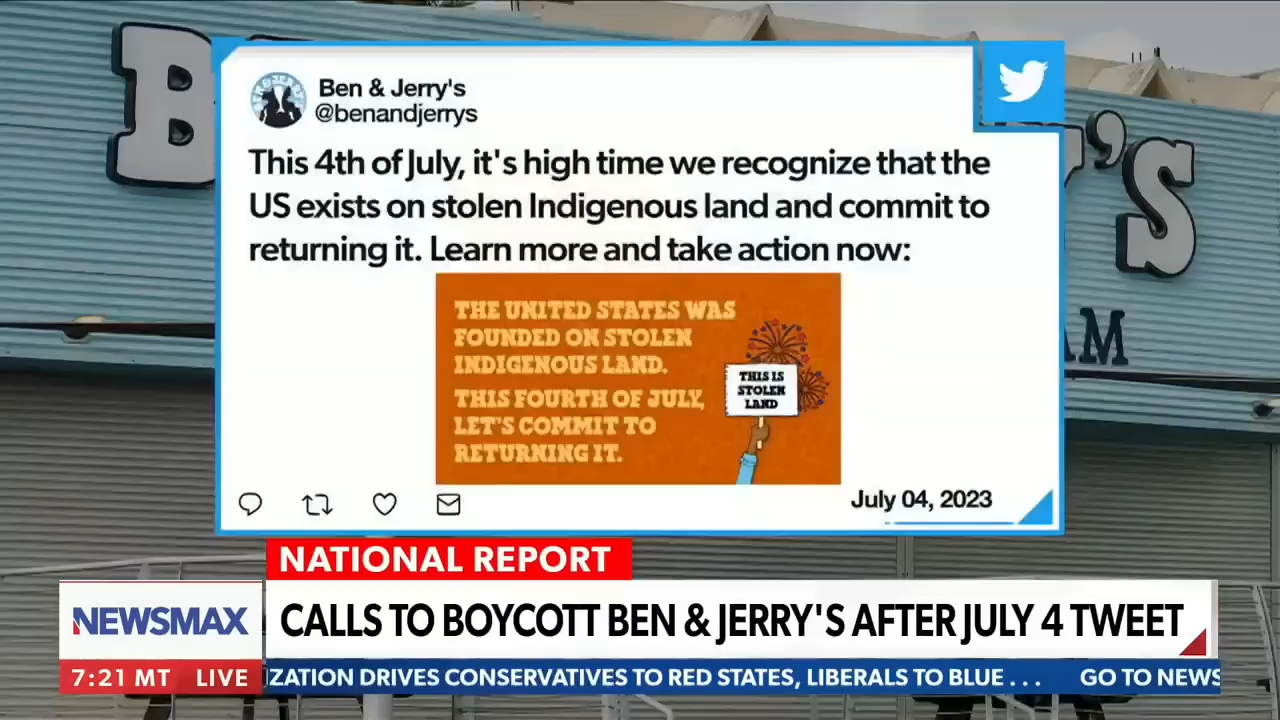 Ben & Jerry's
@benandjerrys
This 4th of July, it's high time we recognize that the
US exists on stolen Indigenous land and commit to
returning it. Learn more and take action now:
THE UNITED STATES WAS
FOUNDED ON STOLEN
INDIGENOUS LAND.
THIS FOURTH OF JULY,
LET'S COMMIT TO
RETURNING IT.
THIS IS
STOLEN
LAND
July 04, 2023
B
Y'S
AM
NATIONAL REPORT
NEWSMAX
CALLS TO BOYCOTT BEN & JERRY'S AFTER JULY 4 TWEET
7:21 MT LIVE
IZATION DRIVES CONSERVATIVES TO RED STATES, LIBERALS TO BLUE . . . GO TO NEWS